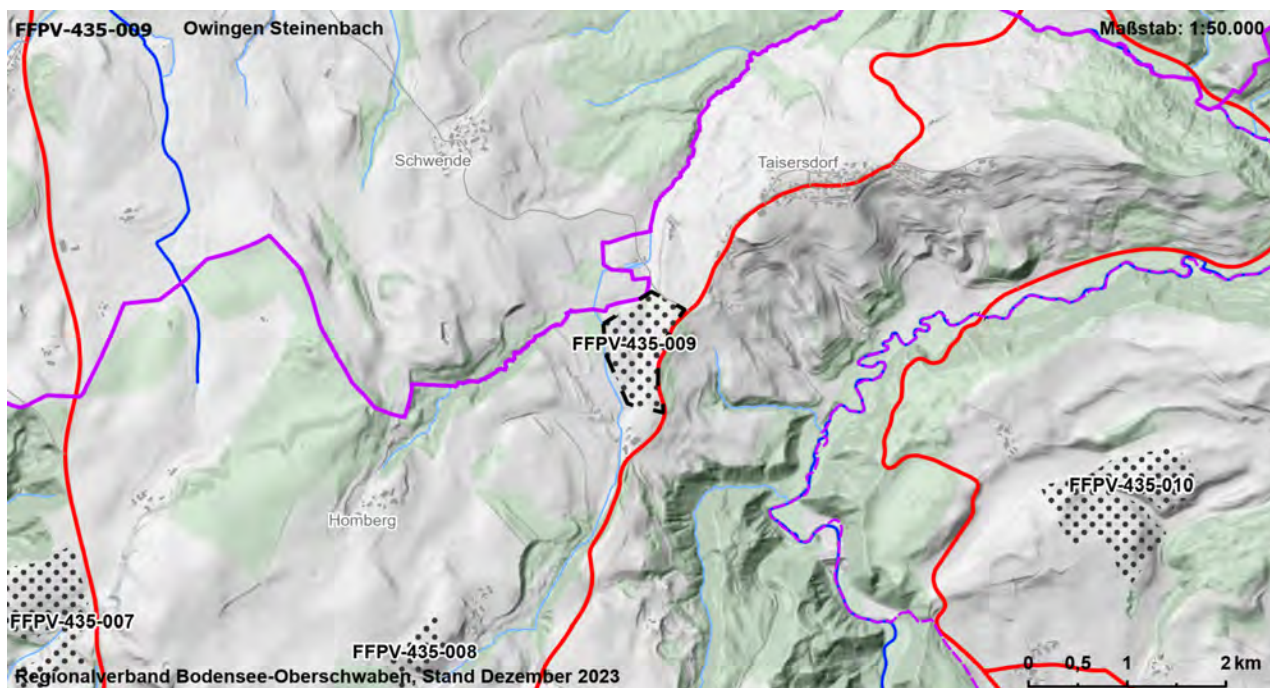 FFPV-435-009 Owingen Steinenbach Maßstab: 1:50.000
Schwende
Taisersdorf
FFPV-435-009
FFPV-435-010
Homberg
FFPV-435-007
FFPV-435-008
0 0,5 1 2 km
Regionalverband Bodensee-Oberschwaben, Stand Dezember 2023